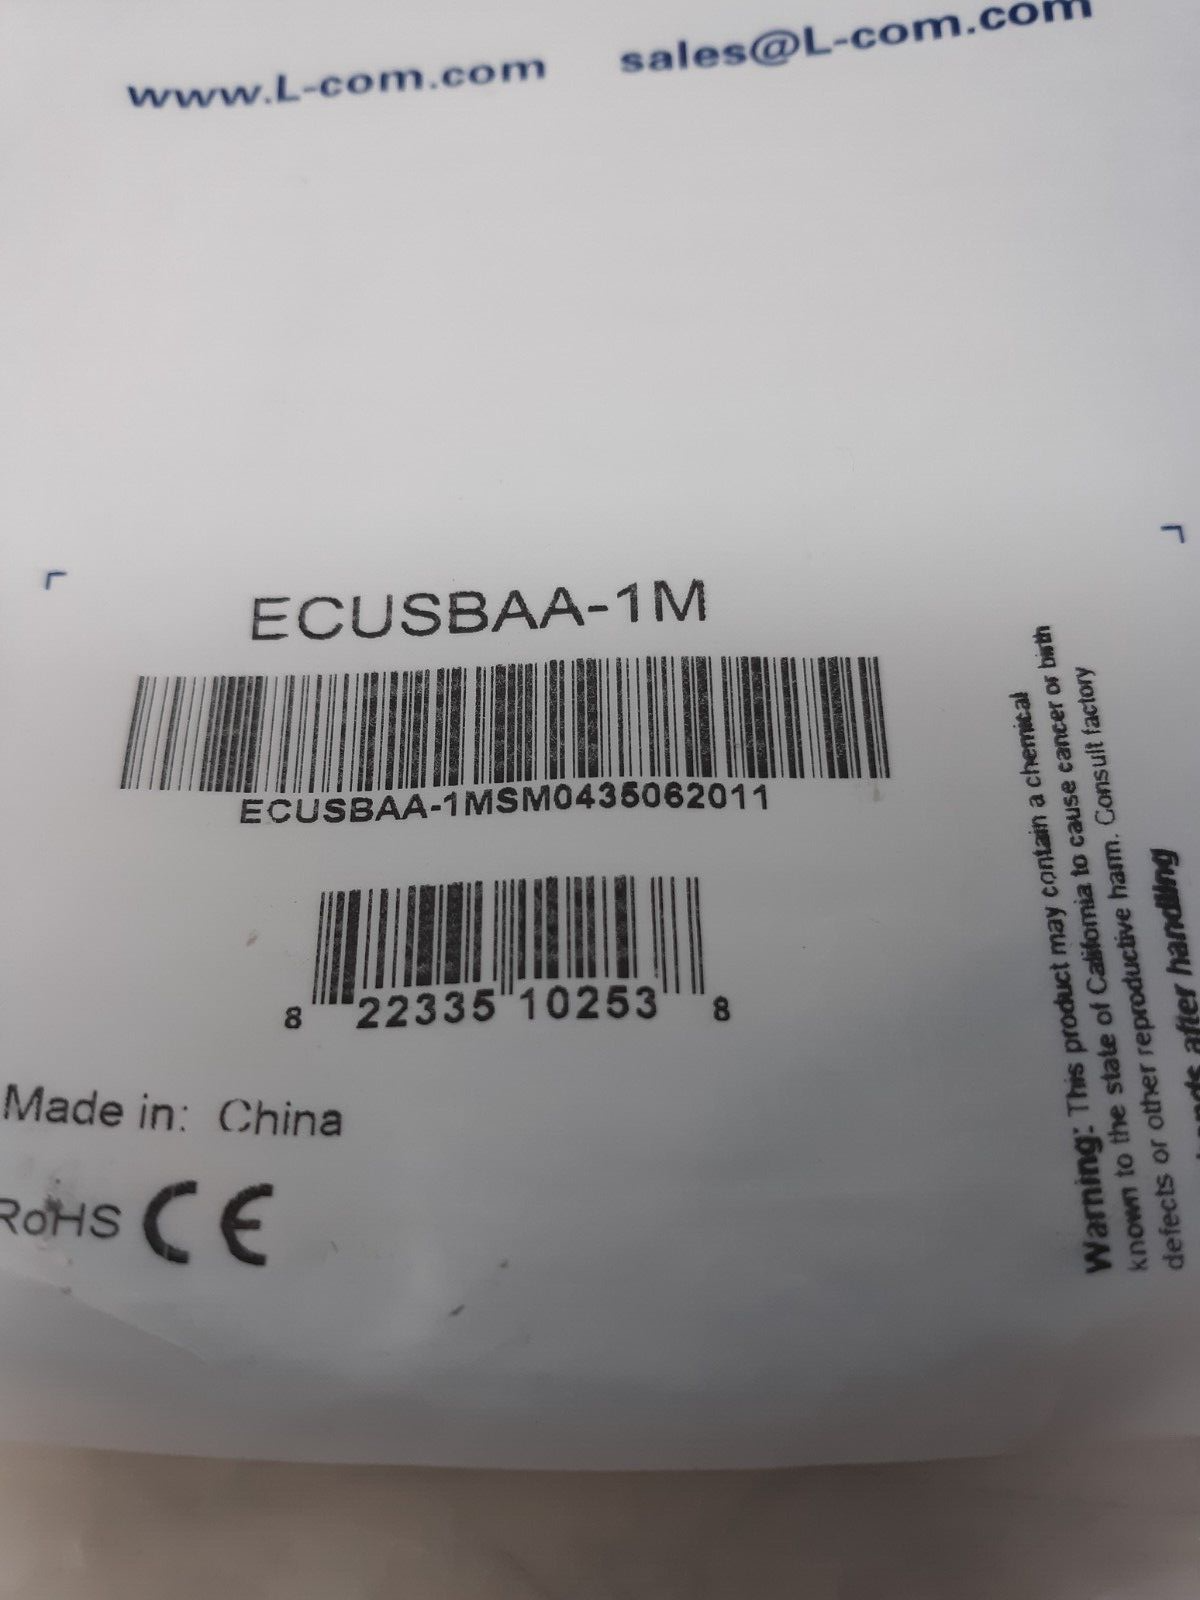 www.L-com.com sales@L-com.com
ECUSBAA-1M
ECUSBAA-1MSM0435062011
8 22335 10253 8
Made in: China
RoHS CE
Warning: This product may contain a chemical
known to the state of California to cause cancer or birth
defects or other reproductive harm. Consult factory
after handling